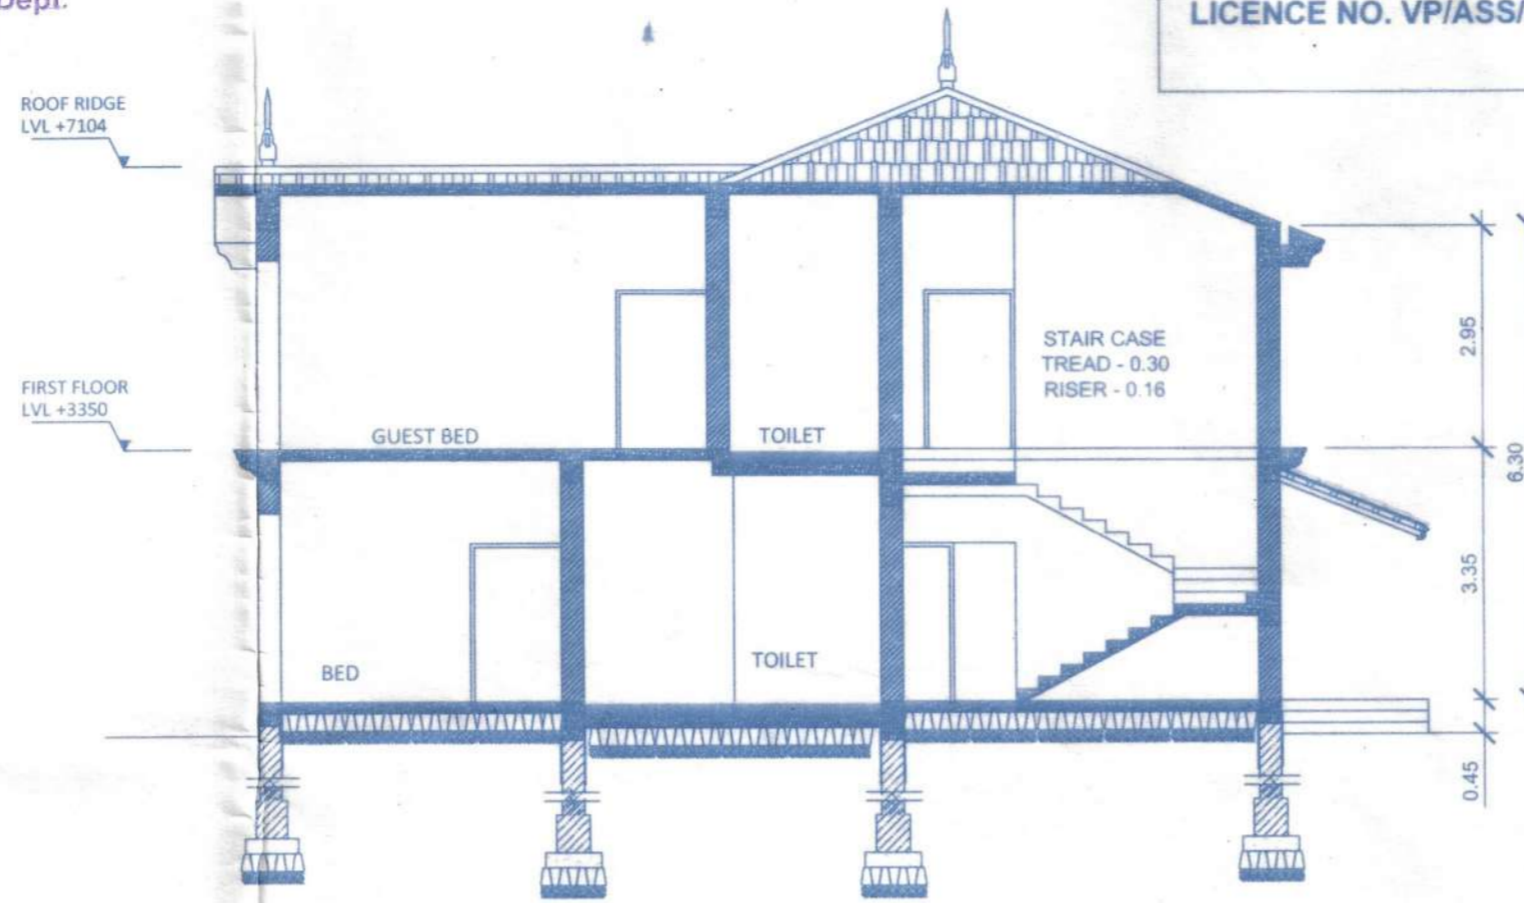 Dept.
LICENCE NO. VP/ASS/
ROOF RIDGE
LVL +7104
STAIR CASE
TREAD - 0.30
RISER - 0.16
2.95
FIRST FLOOR
LVL +3350
GUEST BED
TOILET
6.30
3.35
BED
TOILET
0.45